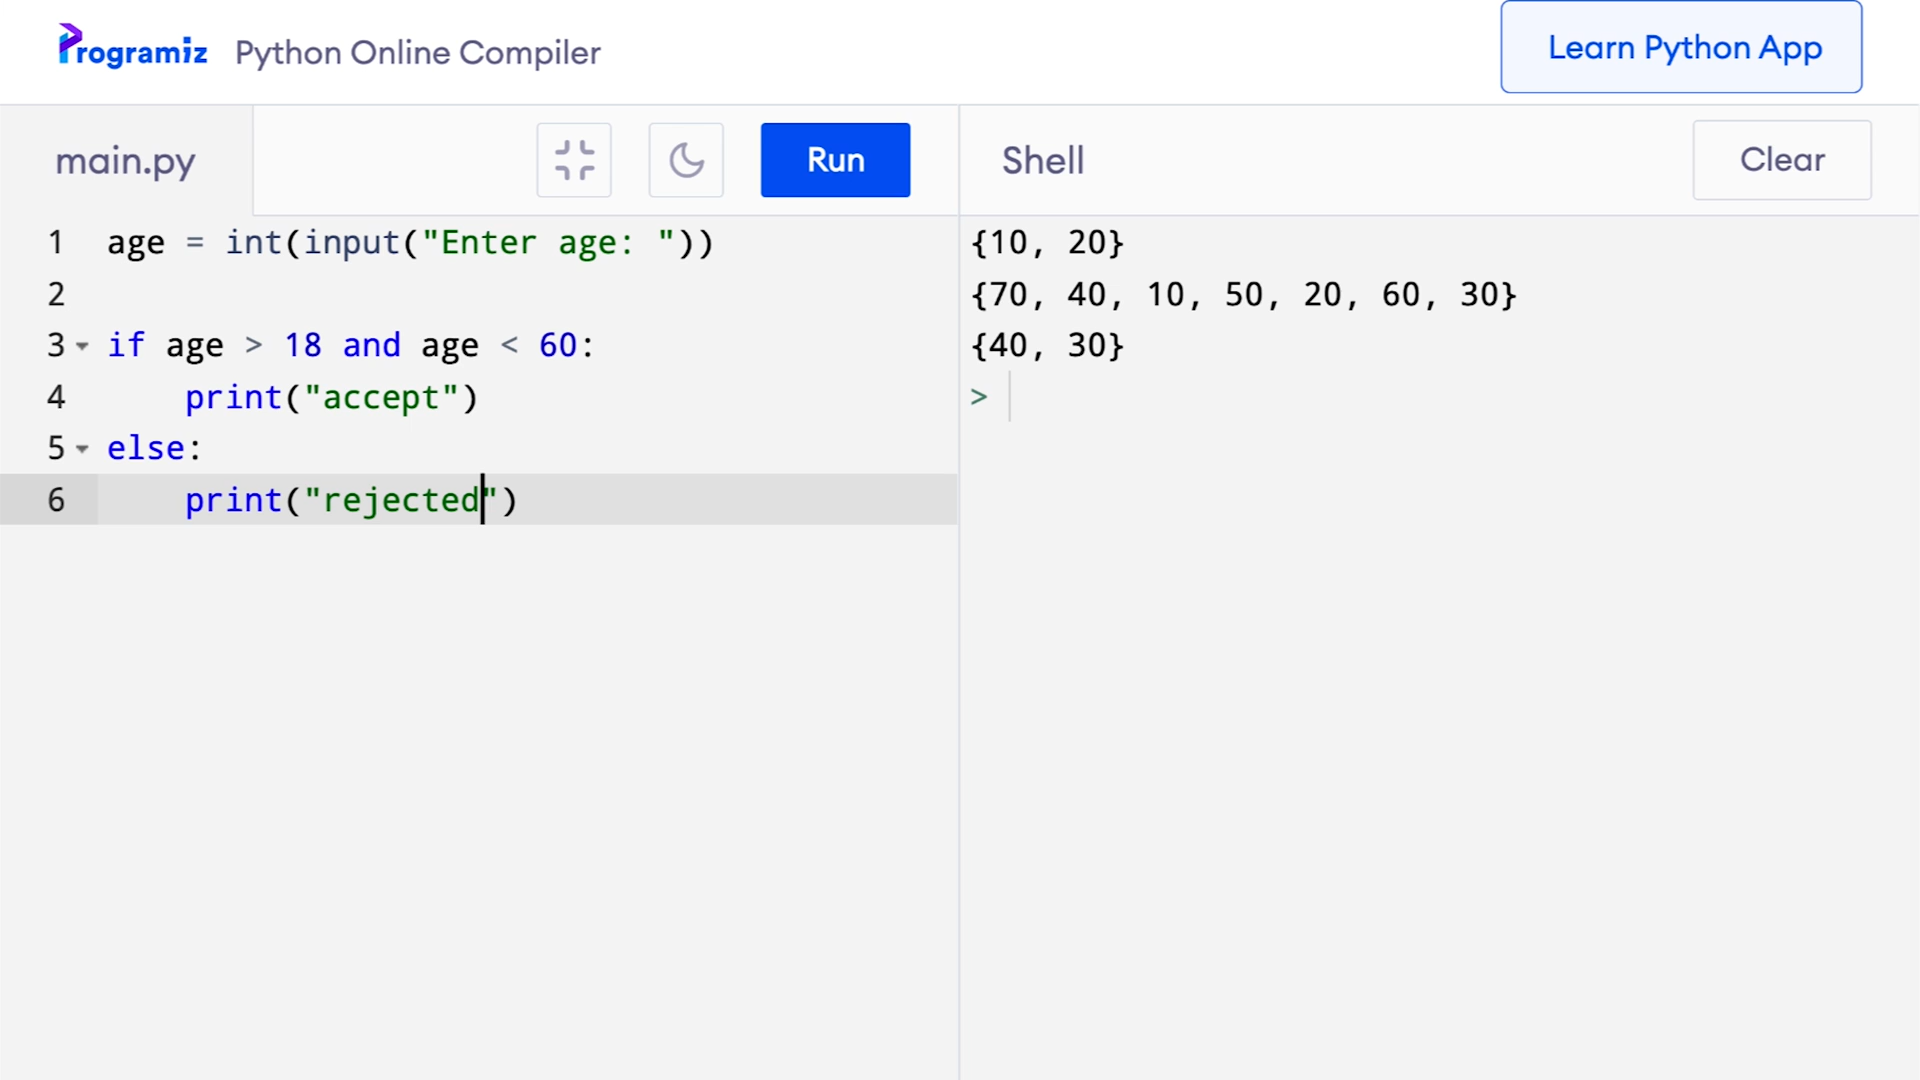 Programiz Python Online Compiler
Learn Python App
main.py
Run
Shell
Clear
1 age = int(input("Enter age: "))
2
3 if age > 18 and age < 60:
4     print("accept")
5 else:
6     print("rejected")
{10, 20}
{70, 40, 10, 50, 20, 60, 30}
{40, 30}
>